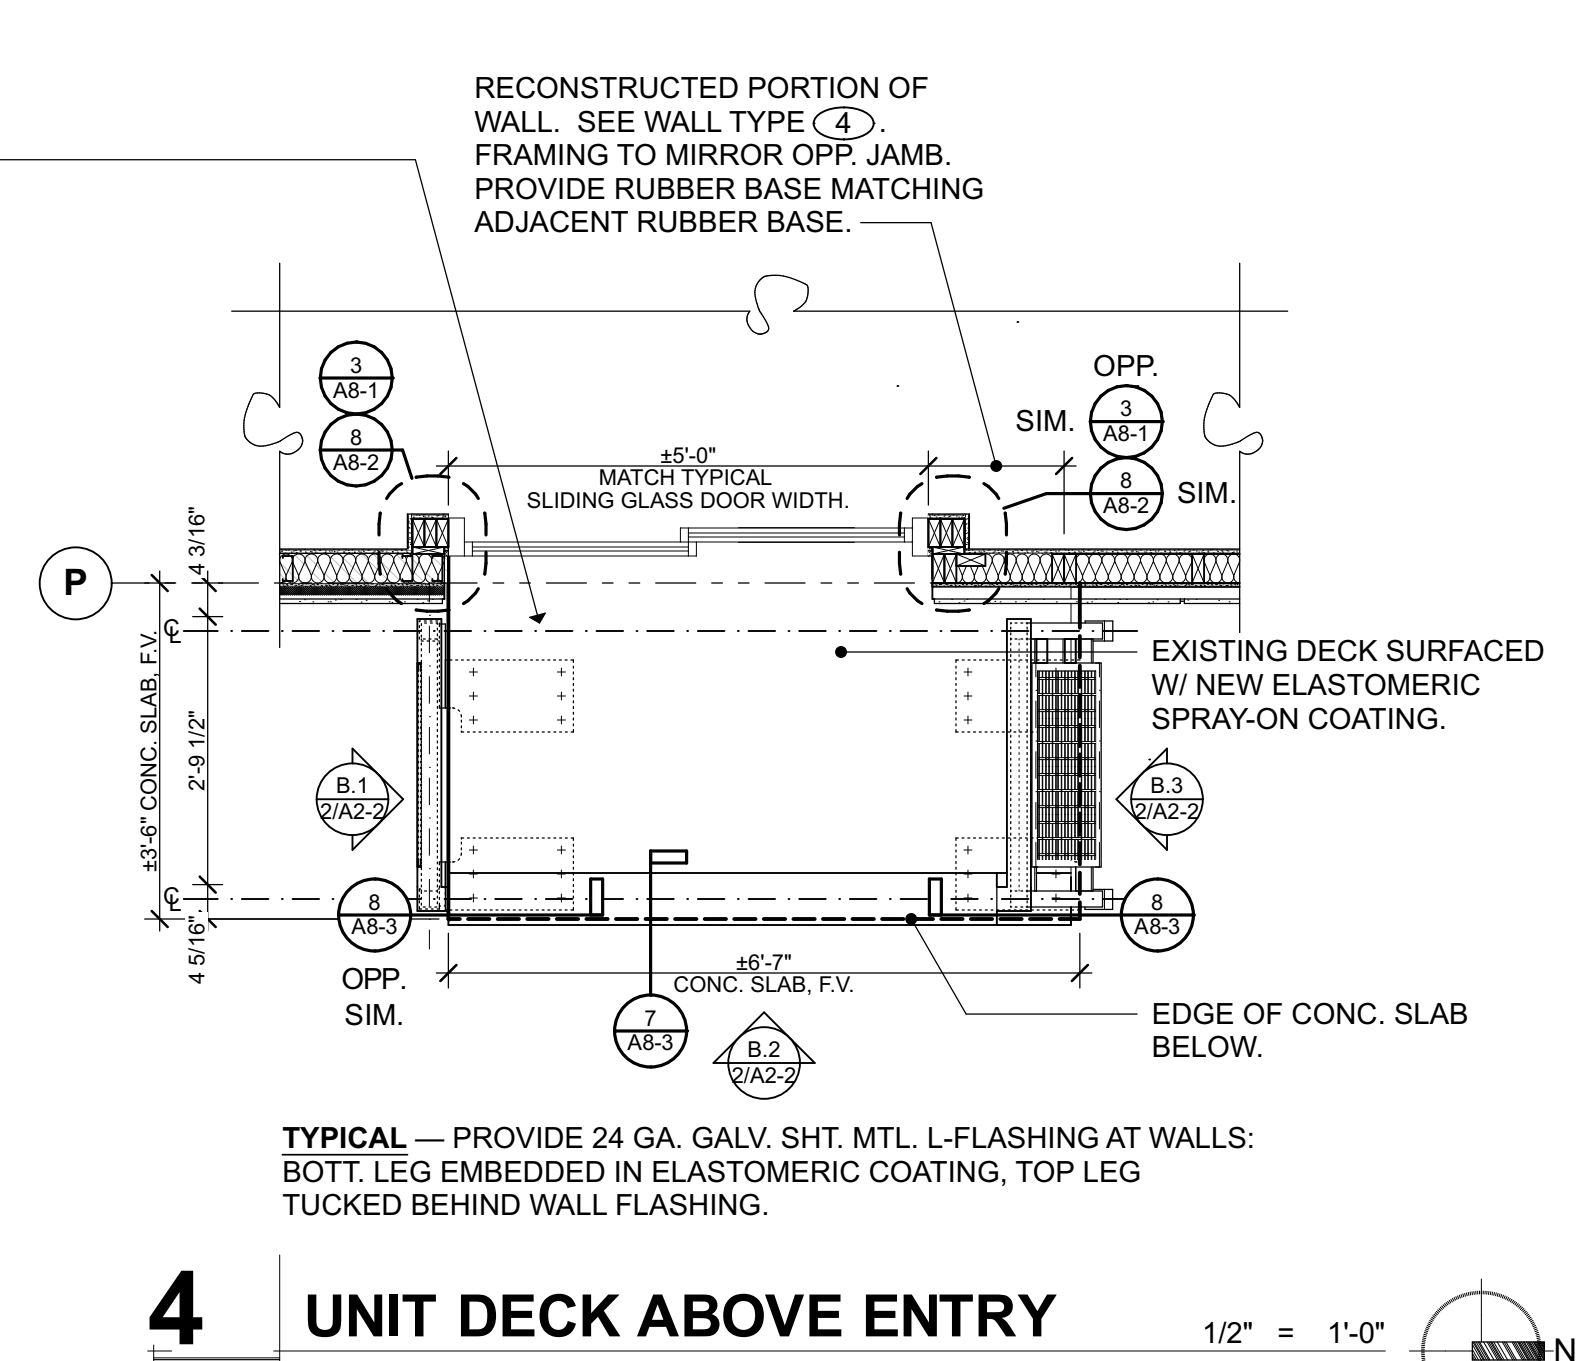 RECONSTRUCTED PORTION OF
WALL. SEE WALL TYPE 4.
FRAMING TO MIRROR OPP. JAMB.
PROVIDE RUBBER BASE MATCHING
ADJACENT RUBBER BASE.
3
A8-1
8
A8-2
OPP.
SIM.
3
A8-1
8
A8-2
SIM.
±5'-0"
MATCH TYPICAL
SLIDING GLASS DOOR WIDTH.
P
4 3/16"
℄
±3'-6" CONC. SLAB, F.V.
2'-9 1/2"
℄
4 5/16"
EXISTING DECK SURFACED
W/ NEW ELASTOMERIC
SPRAY-ON COATING.
B.1
2/A2-2
B.3
2/A2-2
8
A8-3
OPP.
SIM.
8
A8-3
±6'-7"
CONC. SLAB, F.V.
7
A8-3
B.2
2/A2-2
EDGE OF CONC. SLAB
BELOW.
TYPICAL — PROVIDE 24 GA. GALV. SHT. MTL. L-FLASHING AT WALLS:
BOTT. LEG EMBEDDED IN ELASTOMERIC COATING, TOP LEG
TUCKED BEHIND WALL FLASHING.
4
UNIT DECK ABOVE ENTRY
1/2" = 1'-0"
N